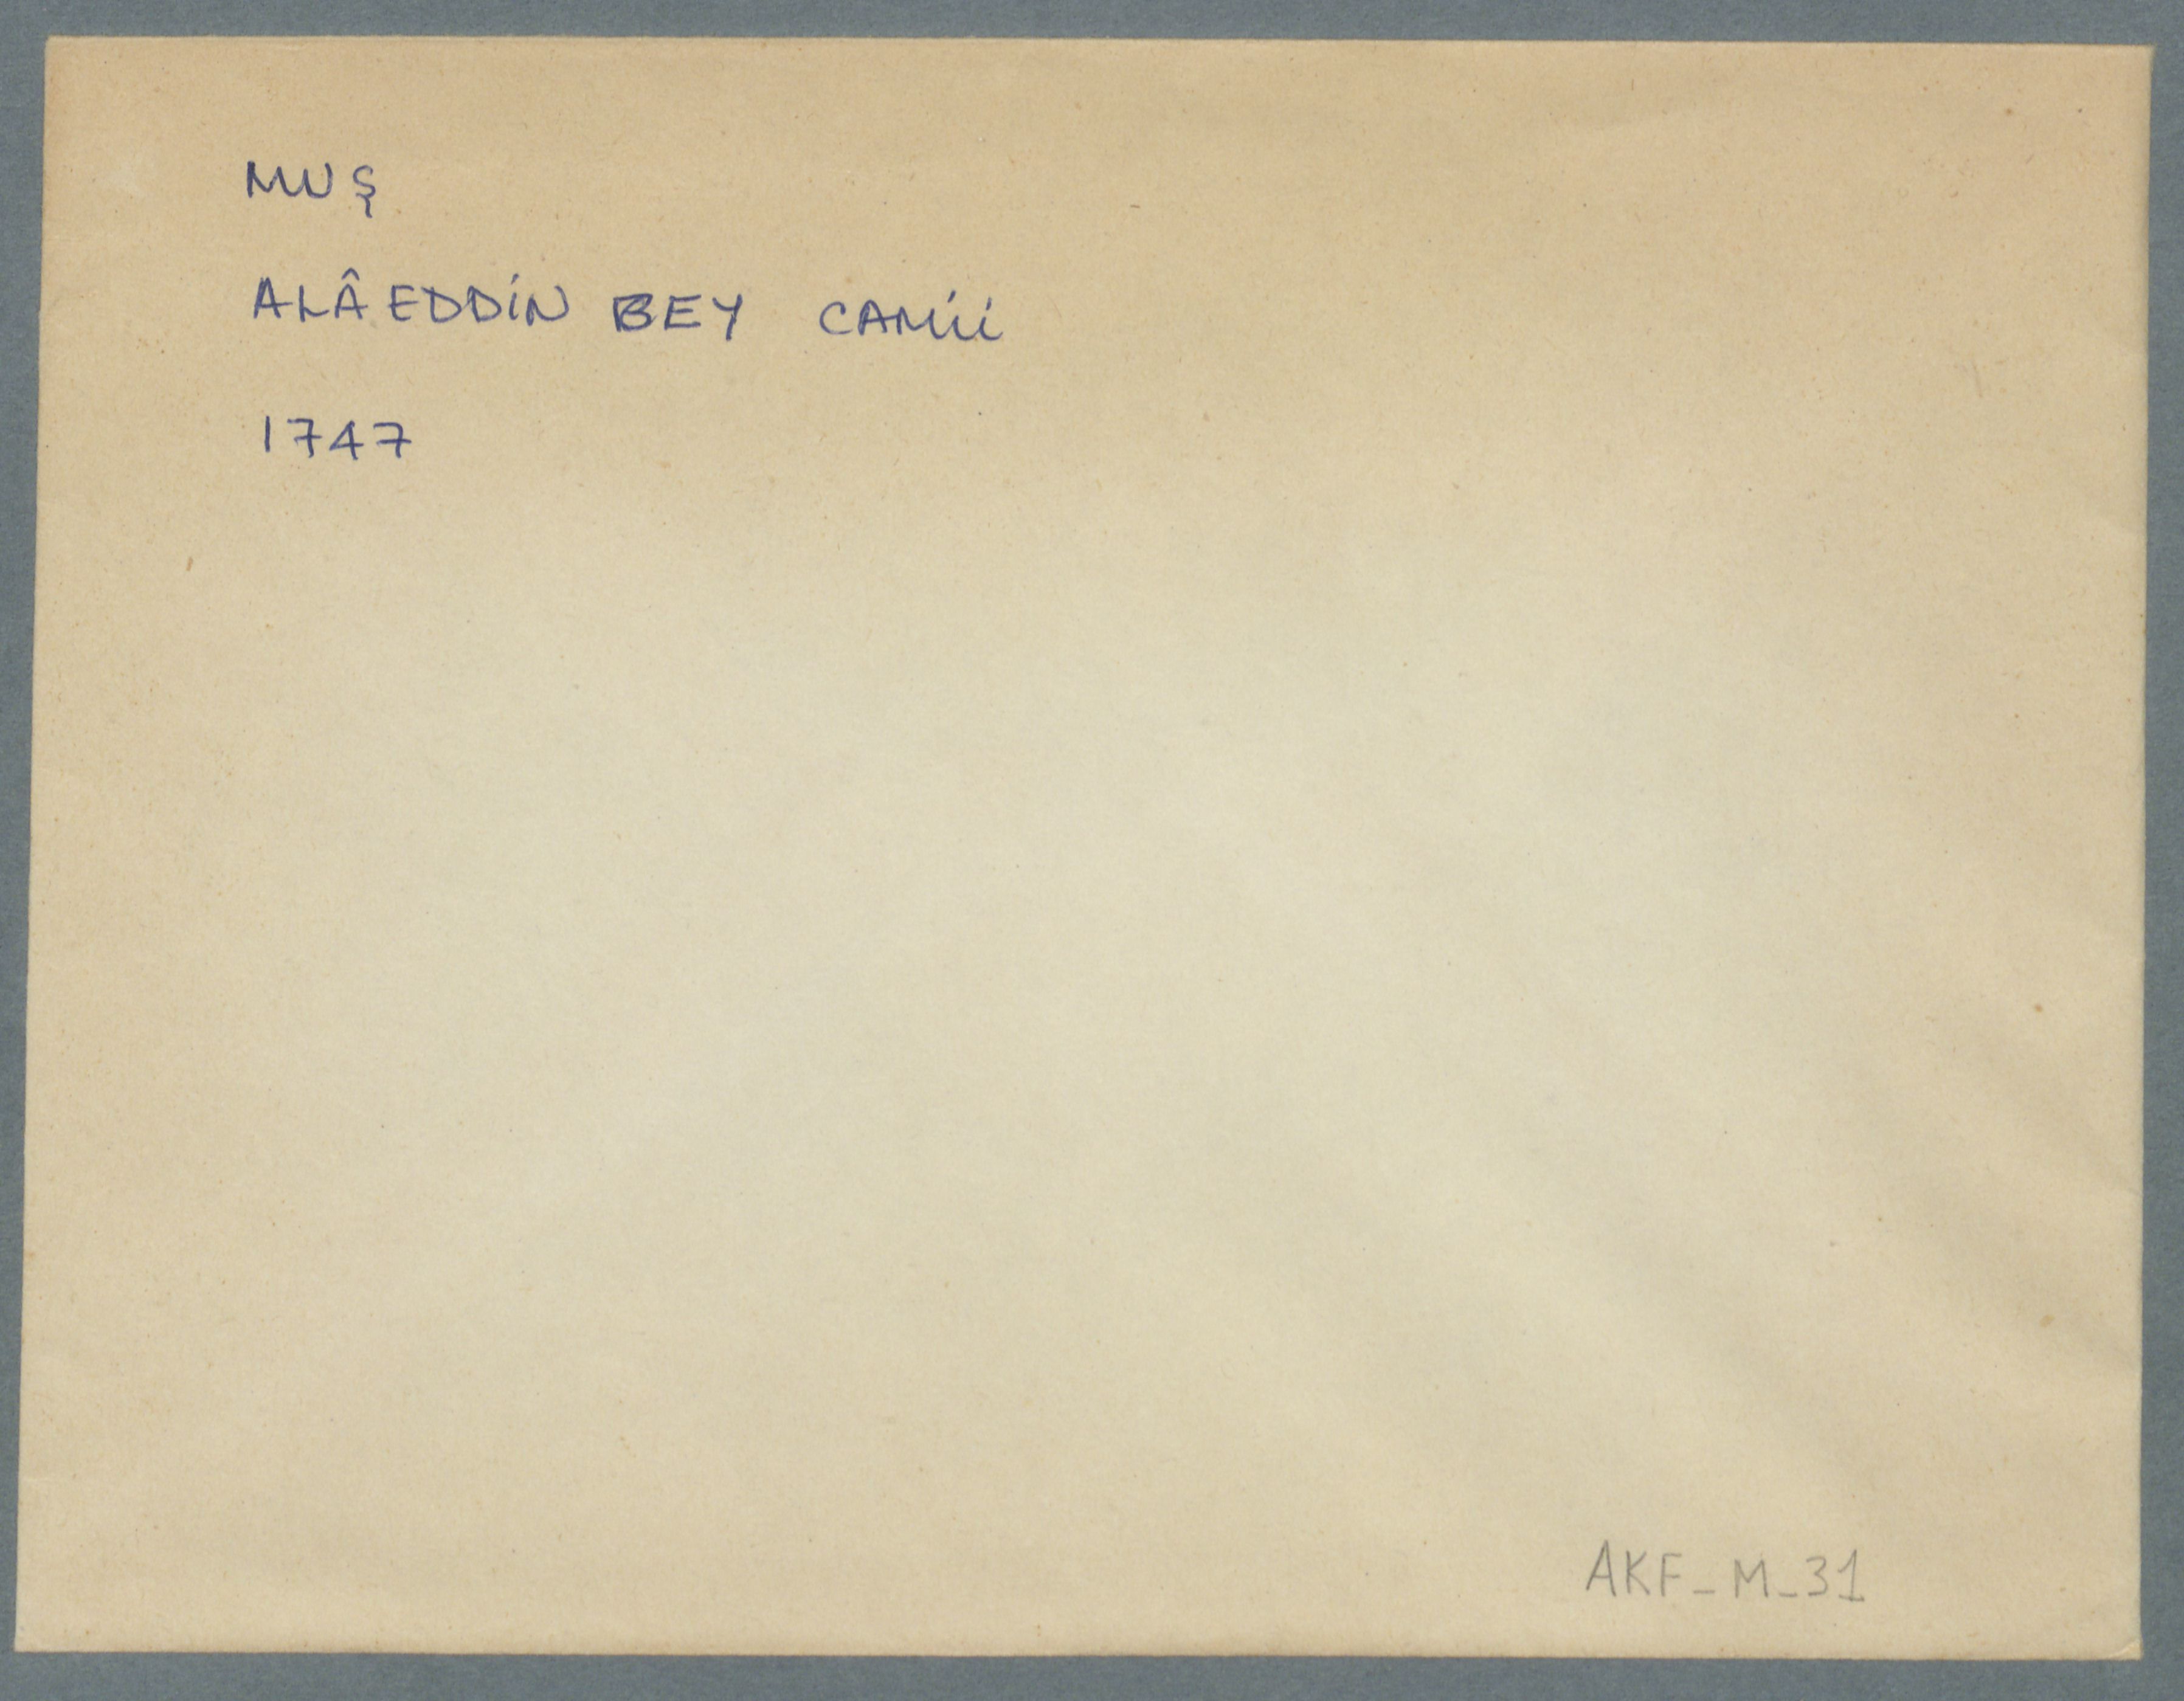 MUŞ
ALÂEDDİN BEY CAMİİ
1747
AKF_M_31